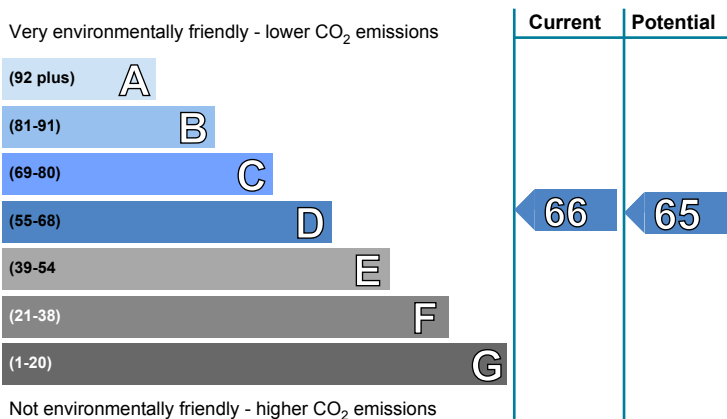 Current Potential
Very environmentally friendly - lower CO2 emissions
(92 plus) A
(81-91) B
(69-80) C
(55-68) D 66 65
(39-54 E
(21-38) F
(1-20) G
Not environmentally friendly - higher CO2 emissions